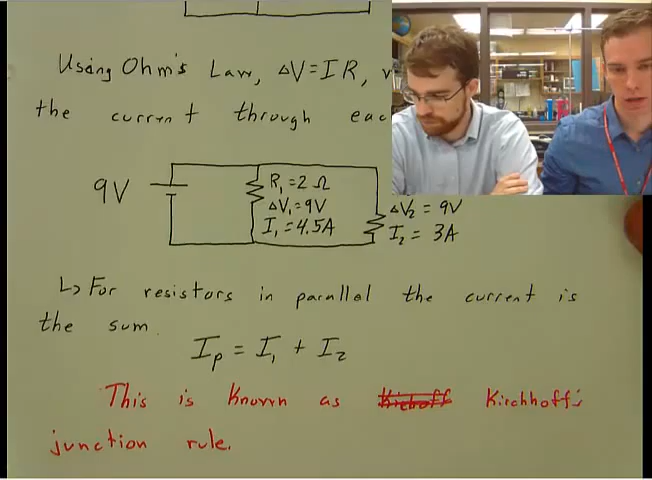 Using Ohm's Law, ΔV=IR,
the current through
9V
R₁=2 Ω
ΔV₁=9V
I₁=4.5A
ΔV₂ = 9V
I₂ = 3A
↳ For resistors in parallel the current is
the sum.
Iₚ = I₁ + I₂
This is known as Kirchhoff's
junction rule.